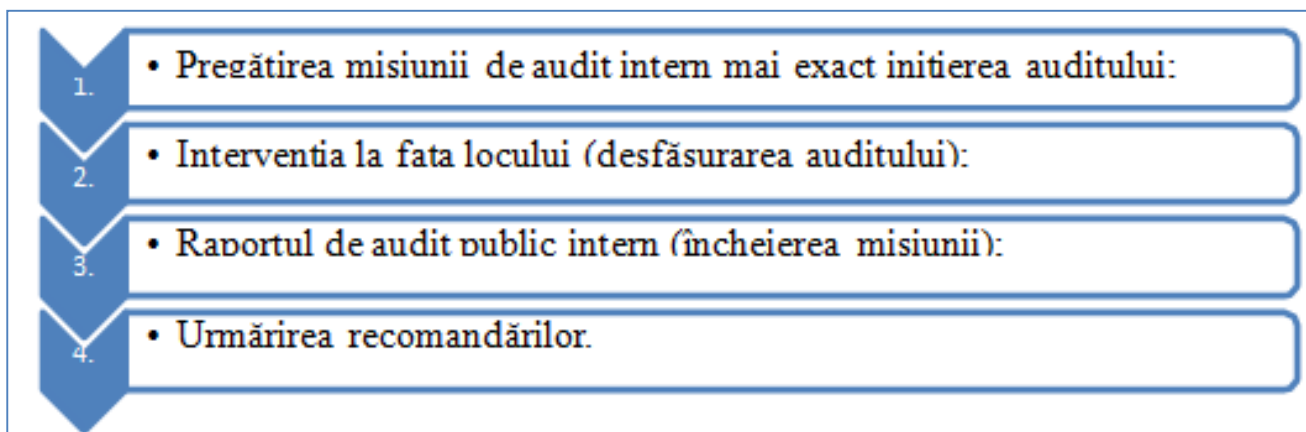 1. • Pregătirea misiunii de audit intern mai exact initierea auditului;
2. • Interventia la fata locului (desfăsurarea auditului);
3. • Raportul de audit public intern (încheierea misiunii);
4. • Urmărirea recomandărilor.